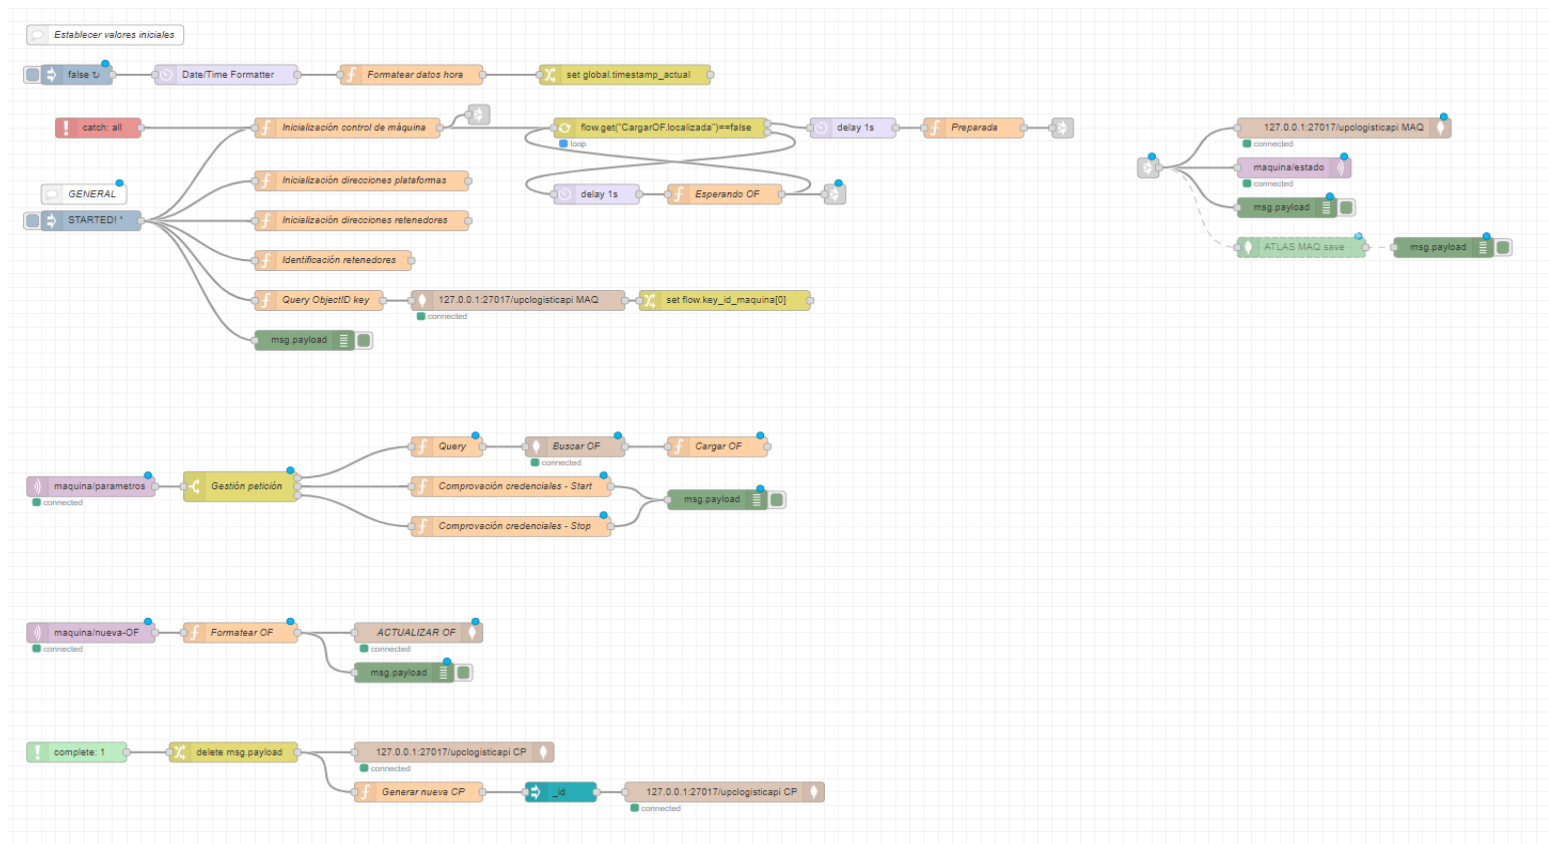 Establecer valores iniciales
false ↻
Date/Time Formatter
Formatear datos hora
set global.timestamp_actual
catch: all
Inicialización control de máquina
flow.get("CargarOF.localizada")==false
loop
delay 1s
Preparada
127.0.0.1:27017/upclogisticapi MAQ
connected
maquina/estado
connected
msg.payload
ATLAS MAQ save
msg.payload
Inicialización direcciones plataformas
delay 1s
Esperando OF
GENERAL
STARTED! ¹
Inicialización direcciones retenedores
Identificación retenedores
Query ObjectID key
127.0.0.1:27017/upclogisticapi MAQ
connected
set flow.key_id_maquina[0]
msg.payload
Query
Buscar OF
connected
Cargar OF
maquina/parametros
connected
Gestión petición
Comprovación credenciales - Start
msg.payload
Comprovación credenciales - Stop
maquina/nueva-OF
connected
Formatear OF
ACTUALIZAR OF
connected
msg.payload
complete: 1
delete msg.payload
127.0.0.1:27017/upclogisticapi CP
connected
Generar nueva CP
_id
127.0.0.1:27017/upclogisticapi CP
connected